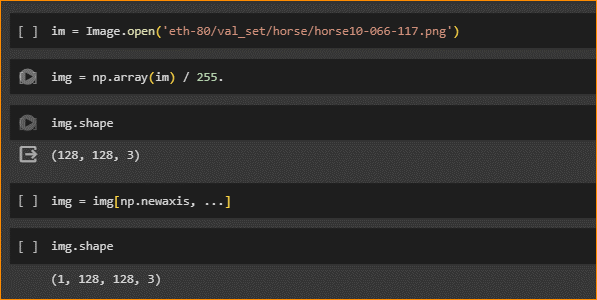 [ ] im = Image.open('eth-80/val_set/horse/horse10-066-117.png')
img = np.array(im) / 255.
img.shape
(128, 128, 3)
[ ] img = img[np.newaxis, ...]
[ ] img.shape
(1, 128, 128, 3)